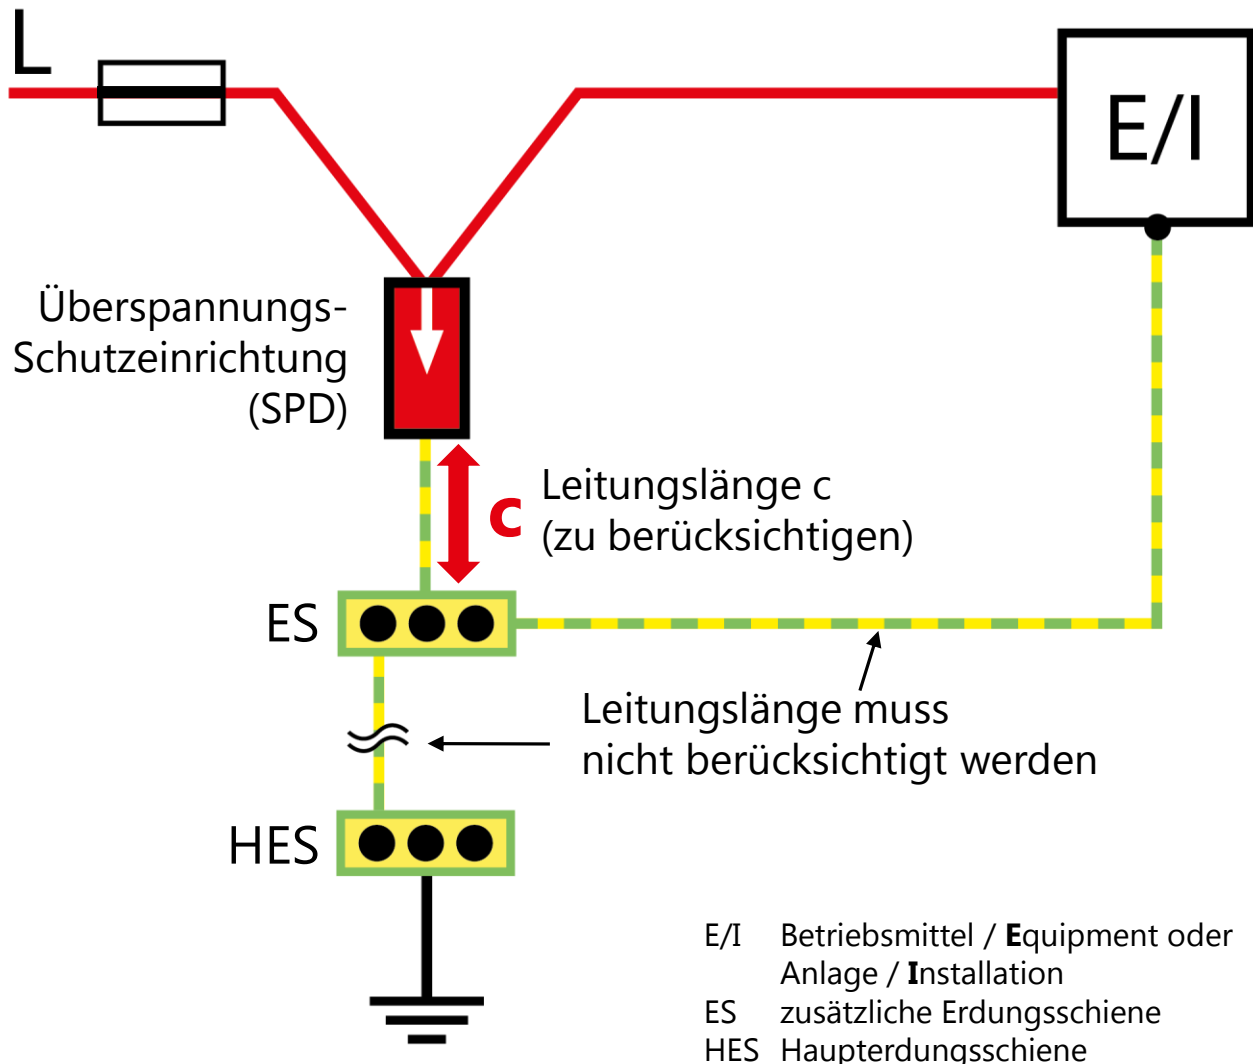 L
E/I
Überspannungs-
Schutzeinrichtung
(SPD)
c
Leitungslänge c
(zu berücksichtigen)
ES
Leitungslänge muss
nicht berücksichtigt werden
HES
E/I Betriebsmittel / Equipment oder
Anlage / Installation
ES zusätzliche Erdungsschiene
HES Haupterdungsschiene